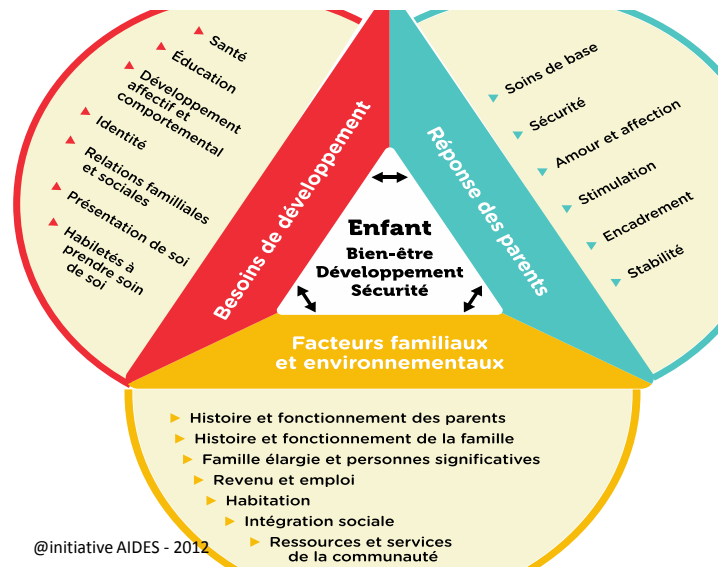 Santé
Éducation
Développement
affectif et
comportemental
Identité
Relations familiales
et sociales
Présentation de soi
Habiletés à
prendre soin
de soi
Besoins de développement
Réponse des parents
Soins de base
Sécurité
Amour et affection
Stimulation
Encadrement
Stabilité
Enfant
Bien-être
Développement
Sécurité
Facteurs familiaux
et environnementaux
Histoire et fonctionnement des parents
Histoire et fonctionnement de la famille
Famille élargie et personnes significatives
Revenu et emploi
Habitation
Intégration sociale
Ressources et services
de la communauté
@initiative AIDES - 2012